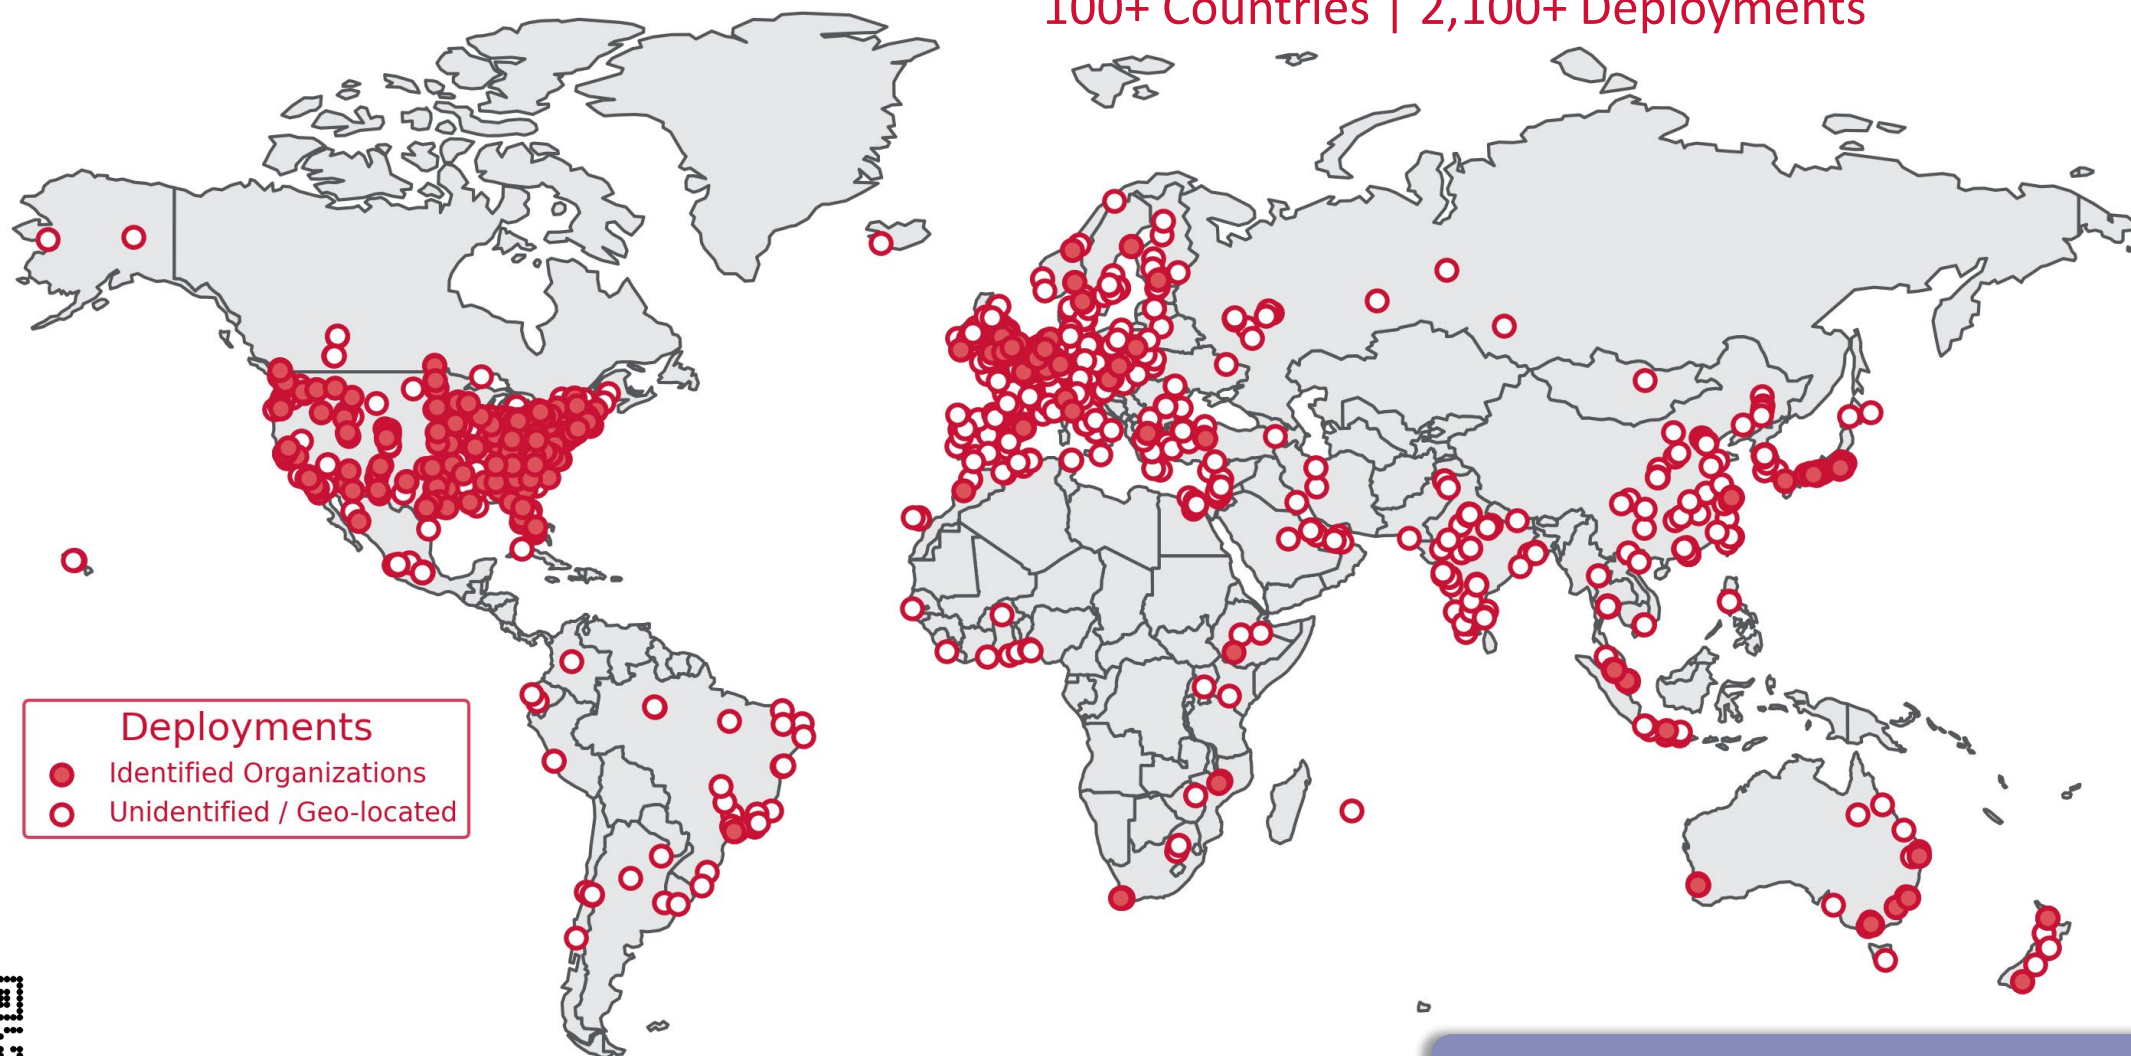 100+ Countries | 2,100+ Deployments
Deployments
Identified Organizations
Unidentified / Geo-located